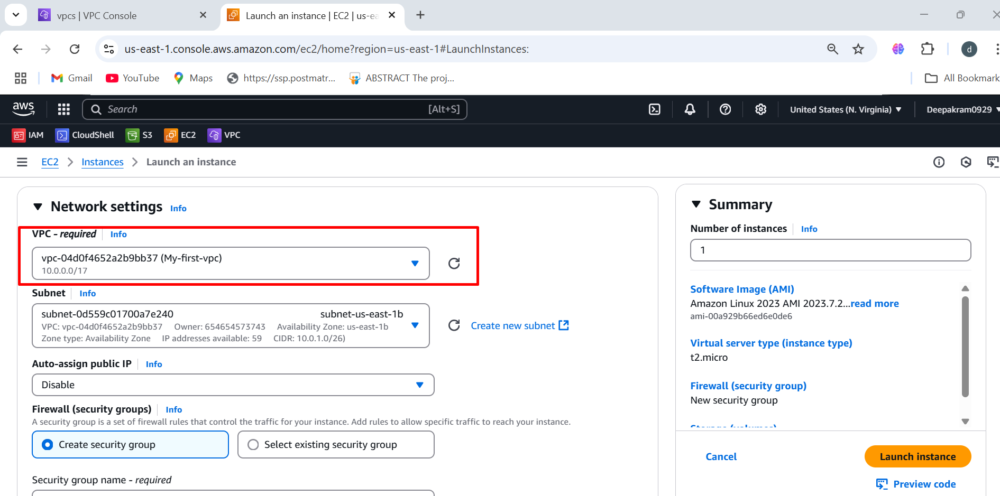 vpcs | VPC Console
Launch an instance | EC2 | us-ea
us-east-1.console.aws.amazon.com/ec2/home?region=us-east-1#LaunchInstances:
d
Gmail
YouTube
Maps
https://ssp.postmatr...
ABSTRACT The proj...
All Bookmark
aws
Search
[Alt+S]
United States (N. Virginia)
Deepakram0929
IAM
CloudShell
S3
EC2
VPC
EC2
Instances
Launch an instance
Network settings Info
VPC - required Info
vpc-04d0f4652a2b9bb37 (My-first-vpc)
10.0.0.0/17
Subnet Info
subnet-0d559c01700a7e240 subnet-us-east-1b
VPC: vpc-04d0f4652a2b9bb37 Owner: 654654573743 Availability Zone: us-east-1b
Zone type: Availability Zone IP addresses available: 59 CIDR: 10.0.1.0/26)
Create new subnet
Auto-assign public IP Info
Disable
Firewall (security groups) Info
A security group is a set of firewall rules that control the traffic for your instance. Add rules to allow specific traffic to reach your instance.
Create security group
Select existing security group
Security group name - required
Summary
Number of instances Info
1
Software Image (AMI)
Amazon Linux 2023 AMI 2023.7.2...read more
ami-00a929b66ed6e0de6
Virtual server type (instance type)
t2.micro
Firewall (security group)
New security group
Storage (volumes)
Cancel
Launch instance
Preview code